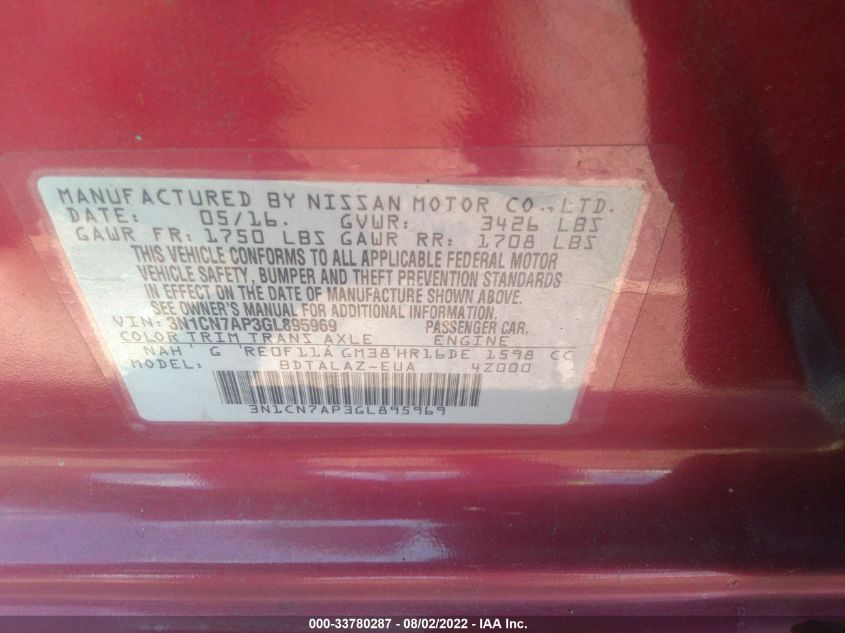 MANUFACTURED BY NISSAN MOTOR CO., LTD.
DATE: 05/16. GVWR: 3426 LBS
GAWR FR: 1750 LBS GAWR RR: 1708 LBS
THIS VEHICLE CONFORMS TO ALL APPLICABLE FEDERAL MOTOR
VEHICLE SAFETY, BUMPER AND THEFT PREVENTION STANDARDS
IN EFFECT ON THE DATE OF MANUFACTURE SHOWN ABOVE.
SEE OWNER'S MANUAL FOR ADDITIONAL INFORMATION.
VIN: 3N1CN7AP3GL895969 PASSENGER CAR.
COLOR TRIM TRANS AXLE ENGINE
NAH G RE0F11A GM38 HR16DE 1598 CC
MODEL: BDTALAZ-EUA 4Z000
3N1CN7AP3GL895969
000-33780287 - 08/02/2022 - IAA Inc.